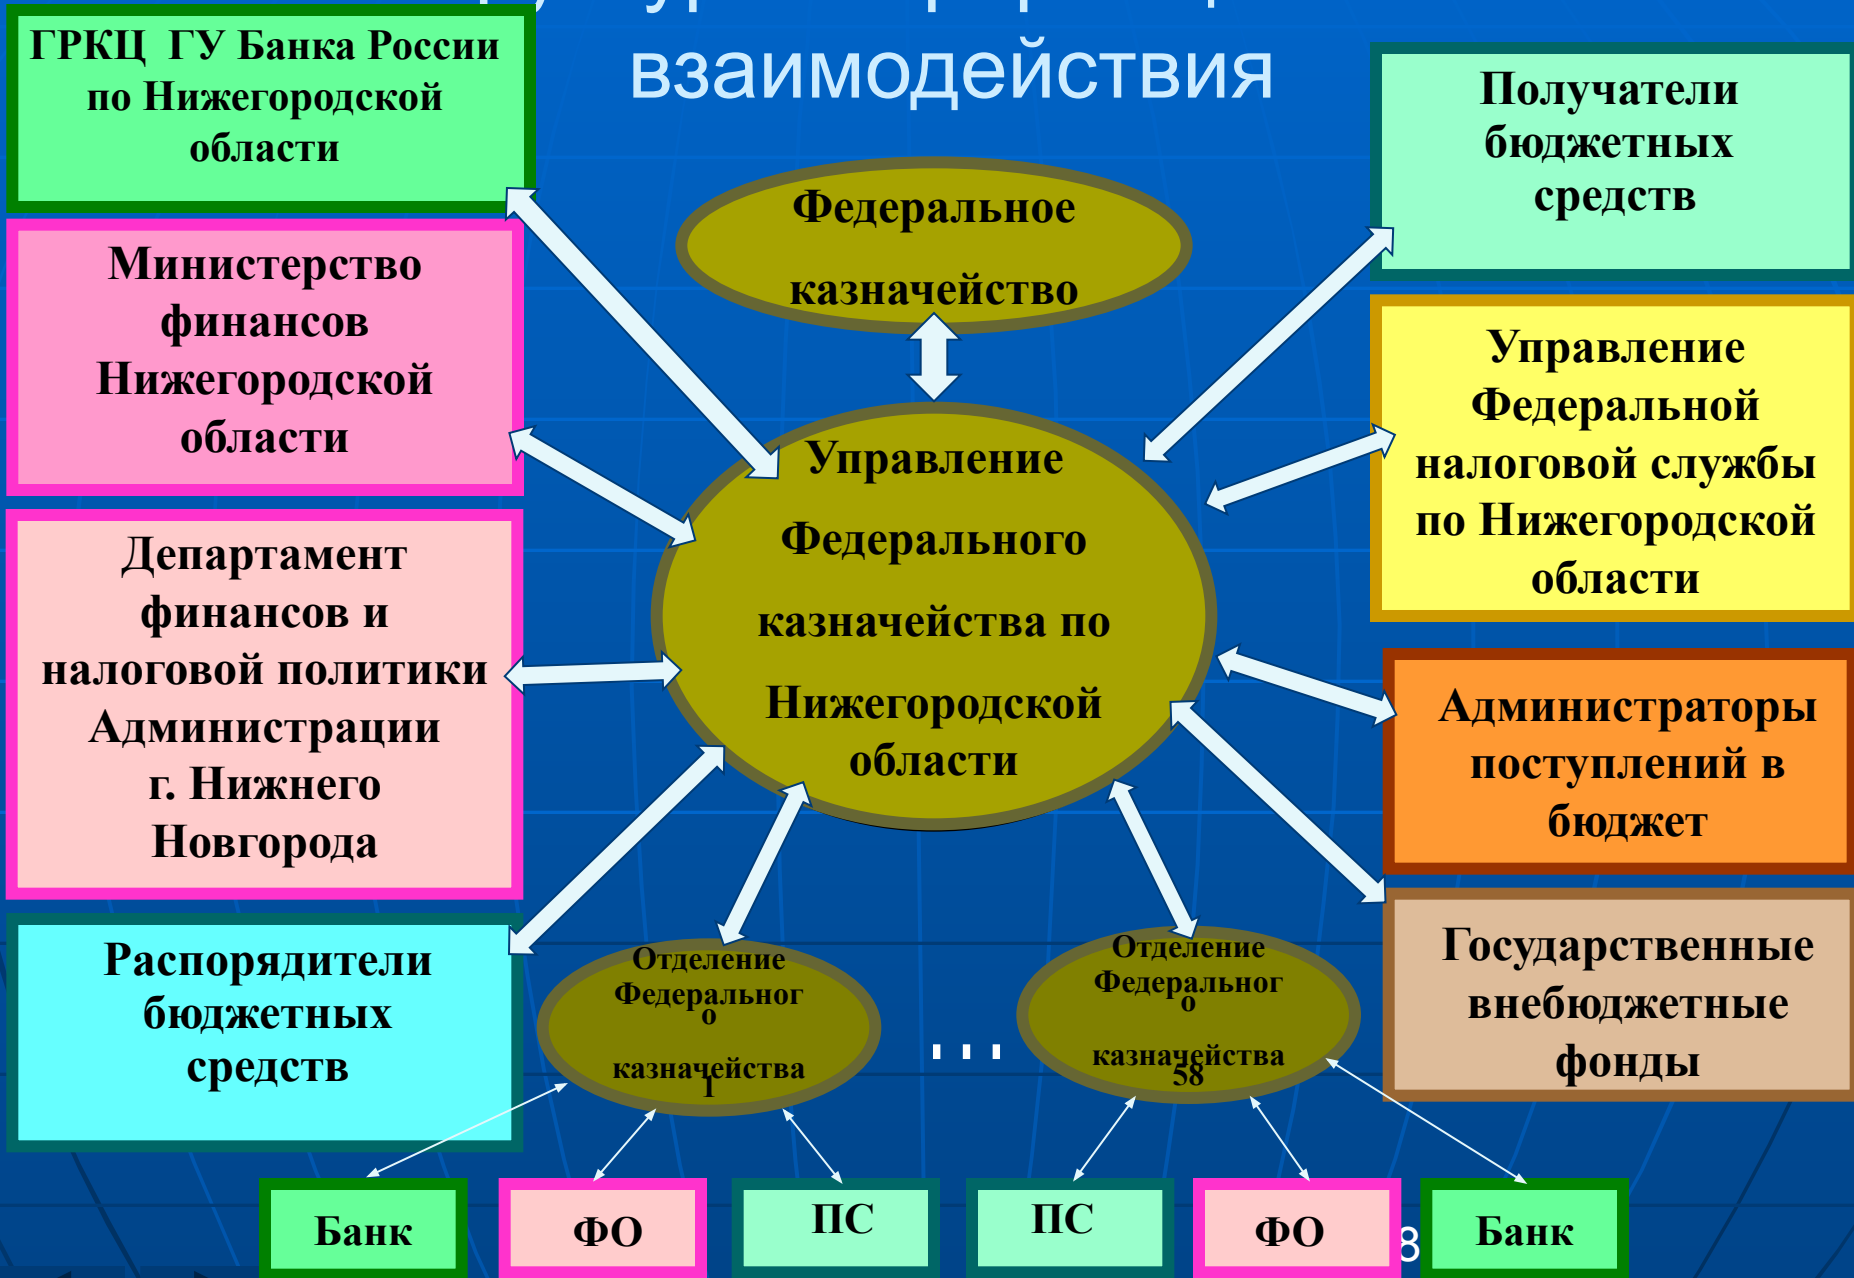 взаимодействия
ГРКЦ ГУ Банка России
по Нижегородской
области
Министерство
финансов
Нижегородской
области
Департамент
финансов и
налоговой политики
Администрации
г. Нижнего
Новгорода
Распорядители
бюджетных
средств
Федеральное
казначейство
Управление
Федерального
казначейства по
Нижегородской
области
Получатели
бюджетных
средств
Управление
Федеральной
налоговой службы
по Нижегородской
области
Администраторы
поступлений в
бюджет
Государственные
внебюджетные
фонды
Отделение
Федеральног
о
казначейства
1
...
Отделение
Федеральног
о
казначейства
58
Банк
ФО
ПС
ПС
ФО
8
Банк